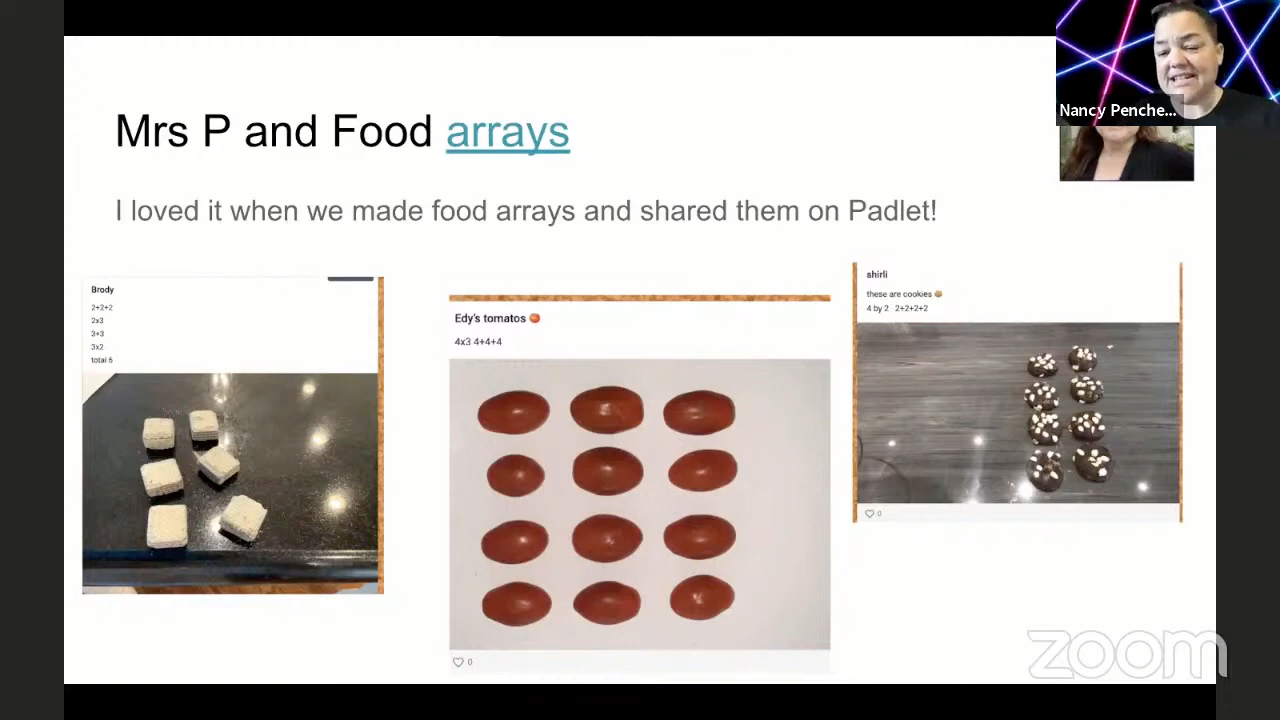 Nancy Penche...
Mrs P and Food arrays
I loved it when we made food arrays and shared them on Padlet!
Brody
2+2+2
2x3
3+3
3x2
total 6
Edy's tomatos 🍅
4x3 4+4+4
0
shirli
these are cookies 🍪
4 by 2 2+2+2+2
0
zoom